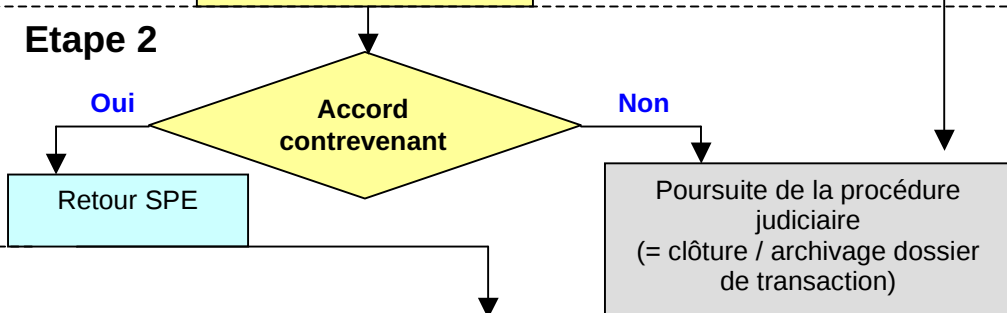 Etape 2
Oui
Accord
contrevenant
Non
Retour SPE
Poursuite de la procédure
judiciaire
(= clôture / archivage dossier
de transaction)